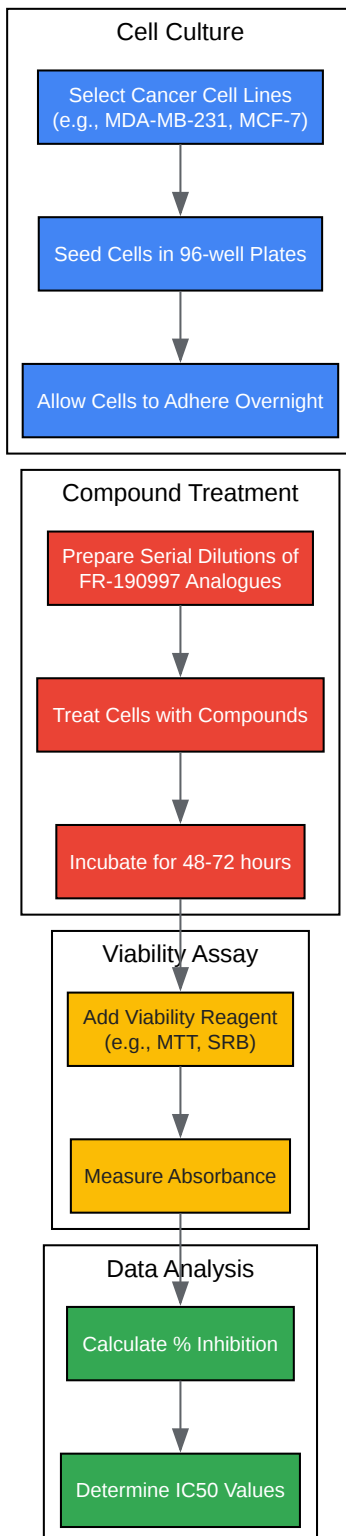 Cell Culture
Select Cancer Cell Lines
(e.g., MDA-MB-231, MCF-7)
Seed Cells in 96-well Plates
Allow Cells to Adhere Overnight
Compound Treatment
Prepare Serial Dilutions of
FR-190997 Analogues
Treat Cells with Compounds
Incubate for 48-72 hours
Viability Assay
Add Viability Reagent
(e.g., MTT, SRB)
Measure Absorbance
Data Analysis
Calculate % Inhibition
Determine IC50 Values